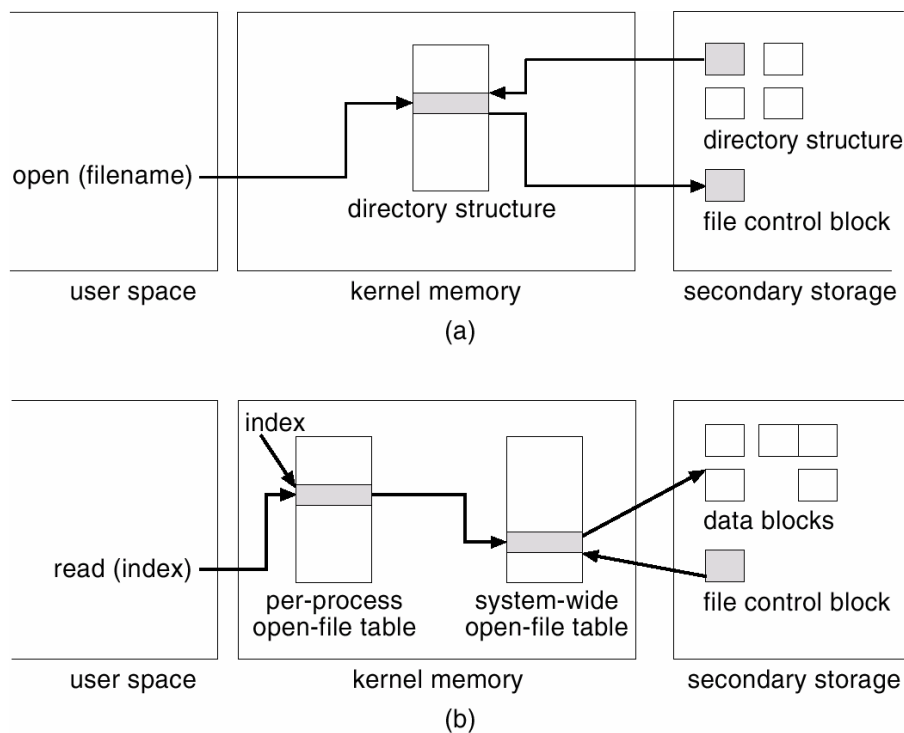 open (filename)
directory structure
directory structure
file control block
user space
kernel memory
secondary storage
(a)
index
read (index)
per-process
open-file table
system-wide
open-file table
data blocks
file control block
user space
kernel memory
secondary storage
(b)